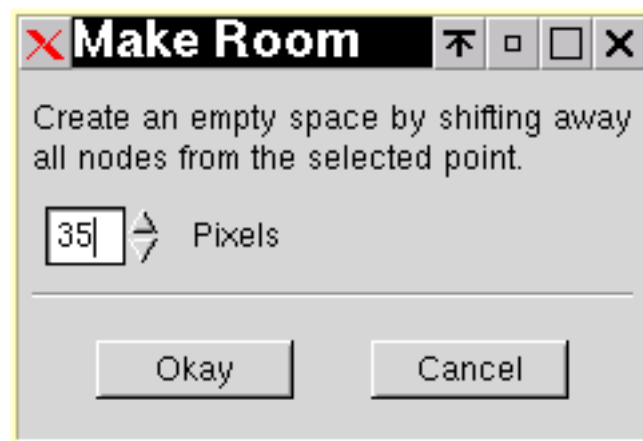 Make Room
Create an empty space by shifting away
all nodes from the selected point.
35 Pixels
Okay Cancel